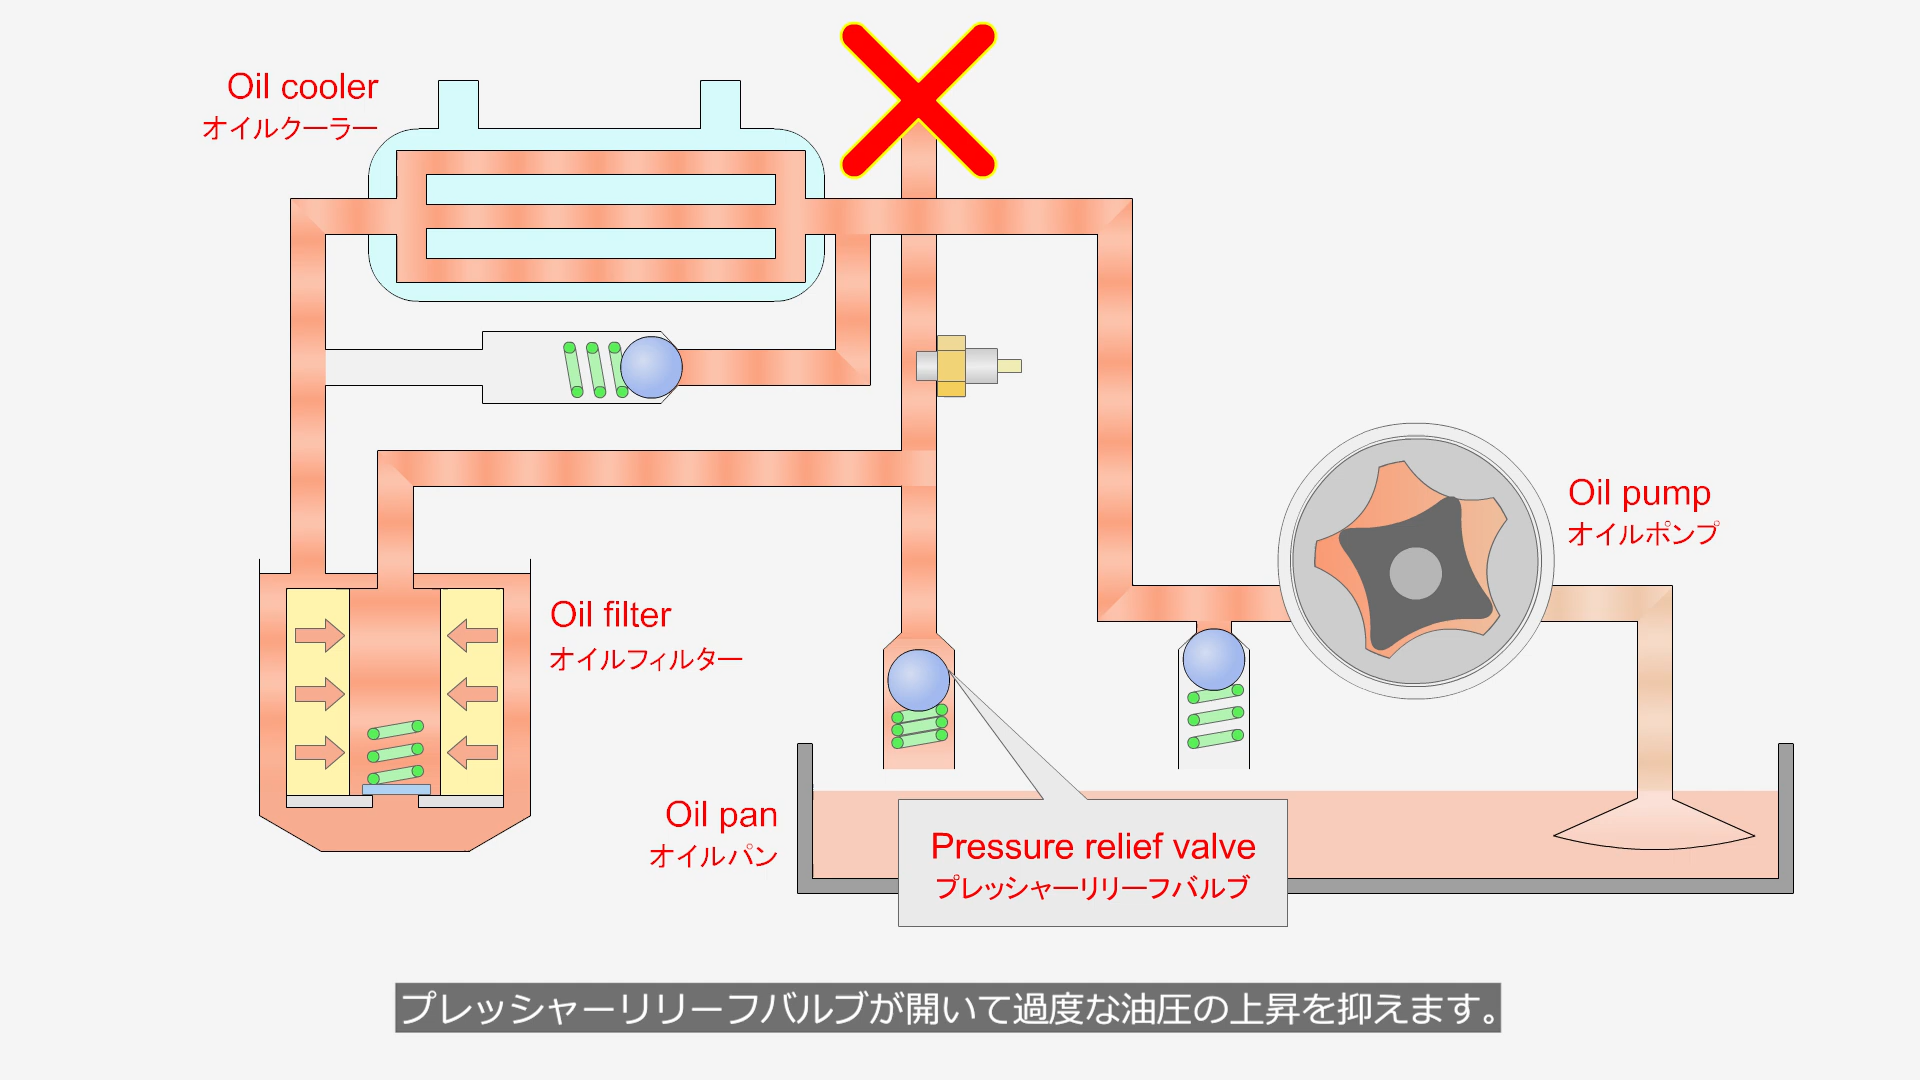 Oil cooler
オイルクーラー
Oil pump
オイルポンプ
Oil filter
オイルフィルター
Oil pan
オイルパン
Pressure relief valve
プレッシャーリリーフバルブ
プレッシャーリリーフバルブが開いて過度な油圧の上昇を抑えます。